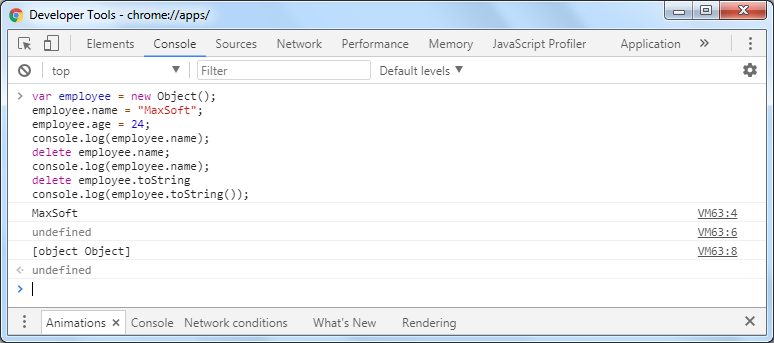 Developer Tools - chrome://apps/
Elements Console Sources Network Performance Memory JavaScript Profiler Application »
top ▼ Filter Default levels ▼
> var employee = new Object();
employee.name = "MaxSoft";
employee.age = 24;
console.log(employee.name);
delete employee.name;
console.log(employee.name);
delete employee.toString
console.log(employee.toString());
MaxSoft VM63:4
undefined VM63:6
[object Object] VM63:8
undefined
>
Animations × Console Network conditions What's New Rendering ×